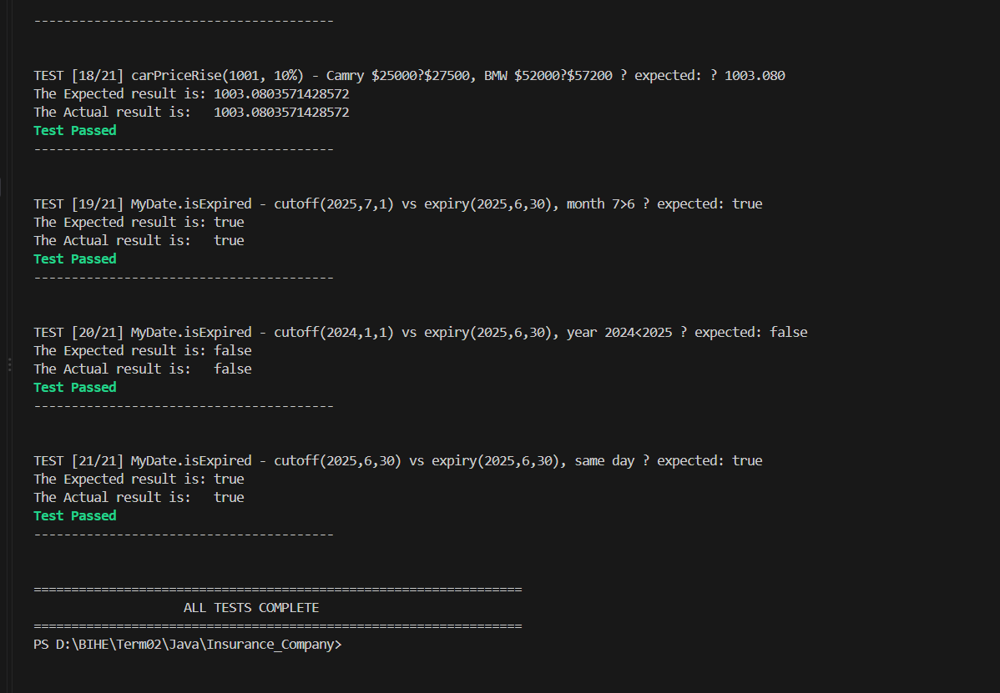 ----------------------------------------
TEST [18/21] carPriceRise(1001, 10%) - Camry $25000?$27500, BMW $52000?$57200 ? expected: ? 1003.080
The Expected result is: 1003.0803571428572
The Actual result is:   1003.0803571428572
Test Passed
----------------------------------------
TEST [19/21] MyDate.isExpired - cutoff(2025,7,1) vs expiry(2025,6,30), month 7>6 ? expected: true
The Expected result is: true
The Actual result is:   true
Test Passed
----------------------------------------
TEST [20/21] MyDate.isExpired - cutoff(2024,1,1) vs expiry(2025,6,30), year 2024<2025 ? expected: false
The Expected result is: false
The Actual result is:   false
Test Passed
----------------------------------------
TEST [21/21] MyDate.isExpired - cutoff(2025,6,30) vs expiry(2025,6,30), same day ? expected: true
The Expected result is: true
The Actual result is:   true
Test Passed
----------------------------------------
=================================================================
ALL TESTS COMPLETE
=================================================================
PS D:\BIHE\Term02\Java\Insurance_Company>